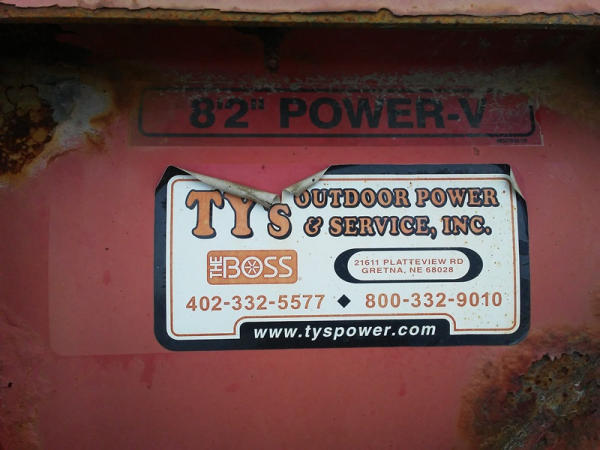 8'2" POWER-V
TY's OUTDOOR POWER
& SERVICE, INC.
THE BOSS
21611 PLATTEVIEW RD
GRETNA, NE 68028
402-332-5577 ◆ 800-332-9010
www.tyspower.com